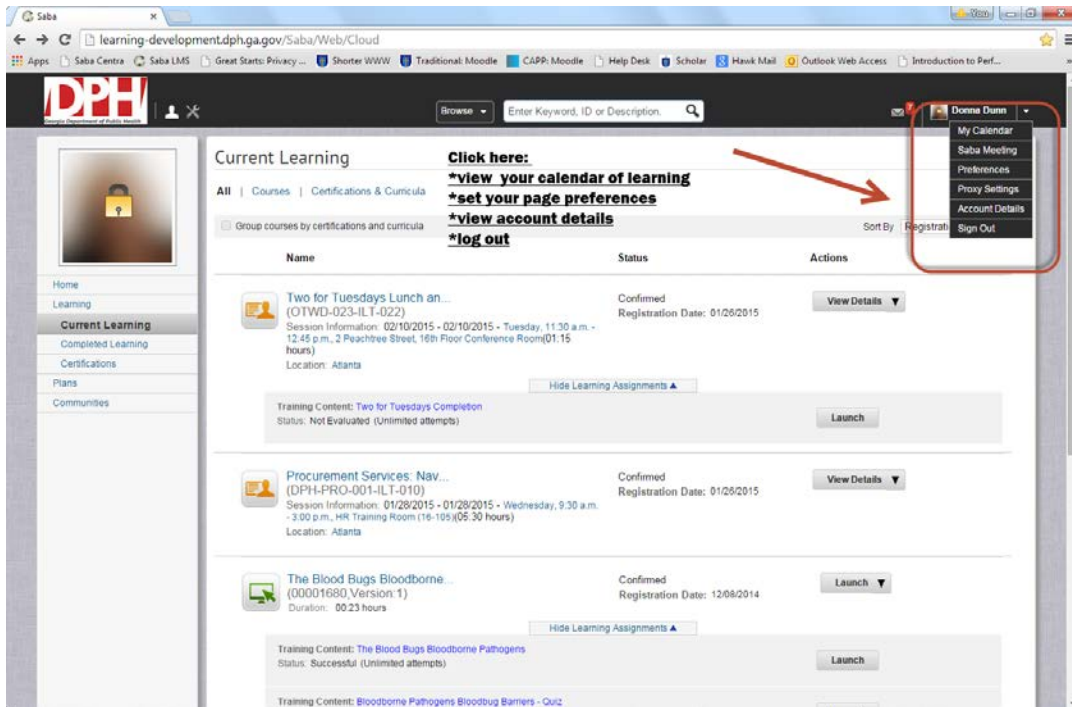 Saba
You
learning-development.dph.ga.gov/Saba/Web/Cloud
Apps Saba Centra Saba LMS Great Starts: Privacy ... Shorter WWW Traditional: Moodle CAPP: Moodle Help Desk Scholar Hawk Mail Outlook Web Access Introduction to Perf...
DPH
Georgia Department of Public Health
Browse
Enter Keyword, ID or Description.
Donna Dunn
My Calendar
Saba Meeting
Preferences
Proxy Settings
Account Details
Sign Out
Current Learning
Click here:
*view your calendar of learning
*set your page preferences
*view account details
*log out
All | Courses | Certifications & Curricula
Group courses by certifications and curricula
Sort By
Name Status Actions
Home
Learning
Current Learning
Completed Learning
Certifications
Plans
Communities
Two for Tuesdays Lunch an...
(OTWD-023-ILT-022)
Session Information: 02/10/2015 - 02/10/2015 - Tuesday, 11:30 a.m. -
12:45 p.m., 2 Peachtree Street, 16th Floor Conference Room(01:15
hours)
Location: Atlanta
Confirmed
Registration Date: 01/26/2015
View Details
Hide Learning Assignments
Training Content: Two for Tuesdays Completion
Status: Not Evaluated (Unlimited attempts)
Launch
Procurement Services: Nav...
(DPH-PRO-001-ILT-010)
Session Information: 01/28/2015 - 01/28/2015 - Wednesday, 9:30 a.m.
- 3:00 p.m., HR Training Room (16-105)(05:30 hours)
Location: Atlanta
Confirmed
Registration Date: 01/26/2015
View Details
The Blood Bugs Bloodborne...
(00001680,Version:1)
Duration: 00:23 hours
Confirmed
Registration Date: 12/08/2014
Launch
Hide Learning Assignments
Training Content: The Blood Bugs Bloodborne Pathogens
Status: Successful (Unlimited attempts)
Launch
Training Content: Bloodborne Pathogens Bloodbug Barriers - Quiz